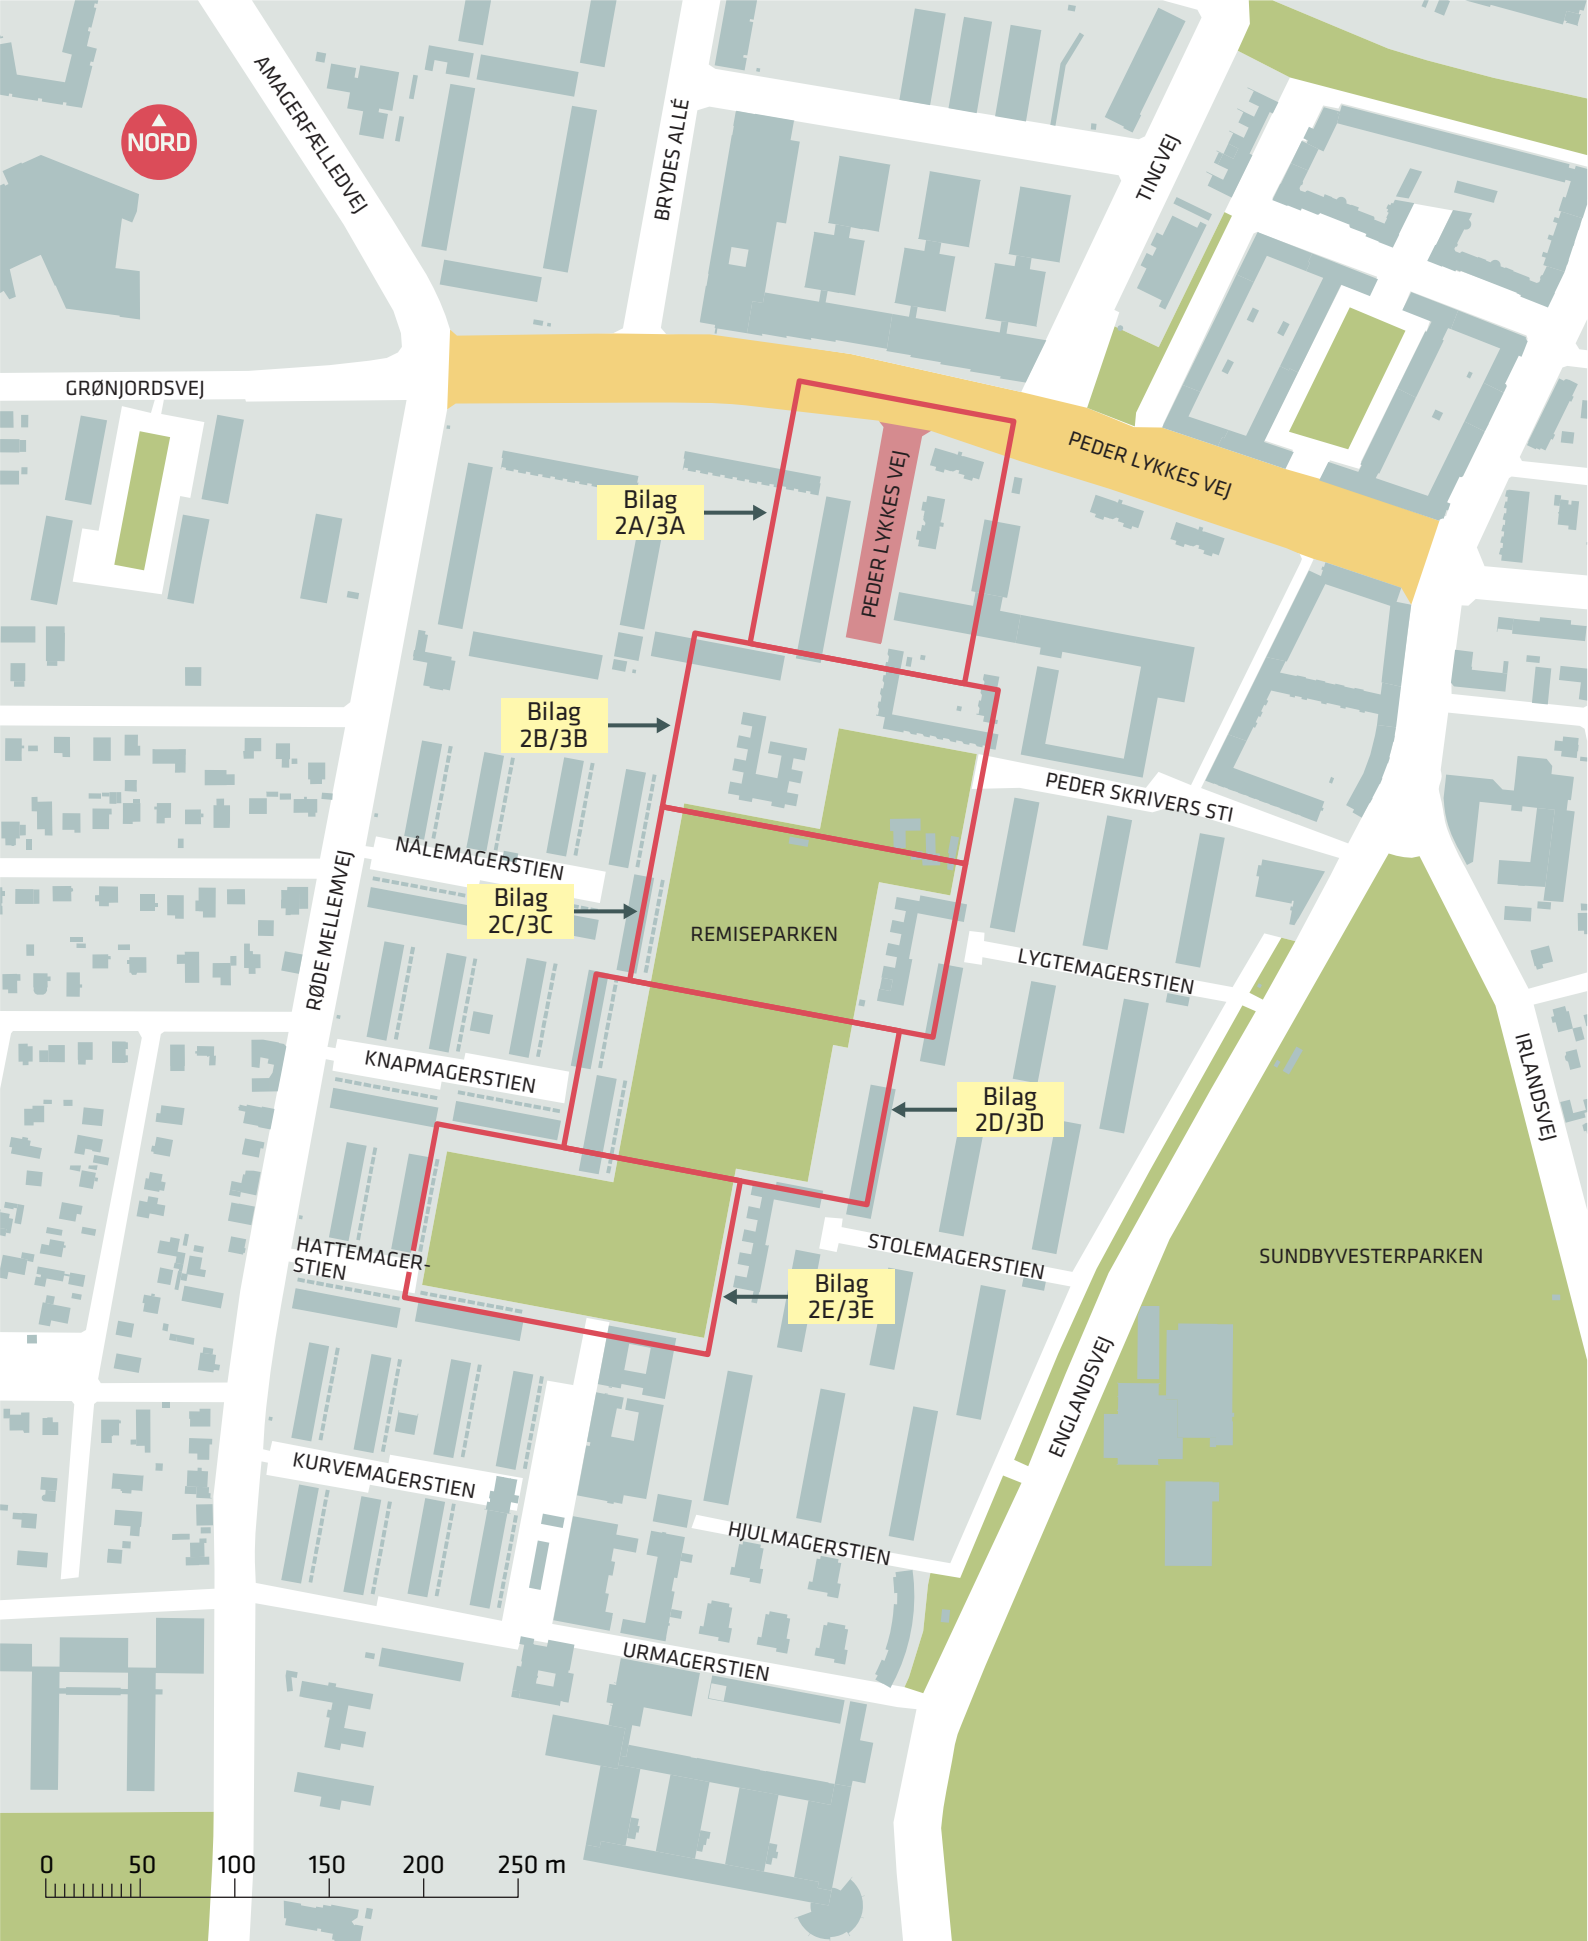 AMAGERFÆLLEDVEJ
NORD
BRYDES ALLÉ
TINGVEJ
GRØNJORDSVEJ
PEDER LYKKES VEJ
PEDER LYKKES VEJ
Bilag
2A/3A
Bilag
2B/3B
PEDER SKRIVERS STI
NÅLEMAGERSTIEN
Bilag
2C/3C
RØDE MELLEMVEJ
REMISEPARKEN
LYGTEMAGERSTIEN
KNAPMAGERSTIEN
Bilag
2D/3D
IRLANDSVEJ
HATTEMAGER-
STIEN
STOLEMAGERSTIEN
SUNDBYVESTERPARKEN
Bilag
2E/3E
ENGLANDSVEJ
KURVEMAGERSTIEN
HJULMAGERSTIEN
URMAGERSTIEN
0 50 100 150 200 250 m